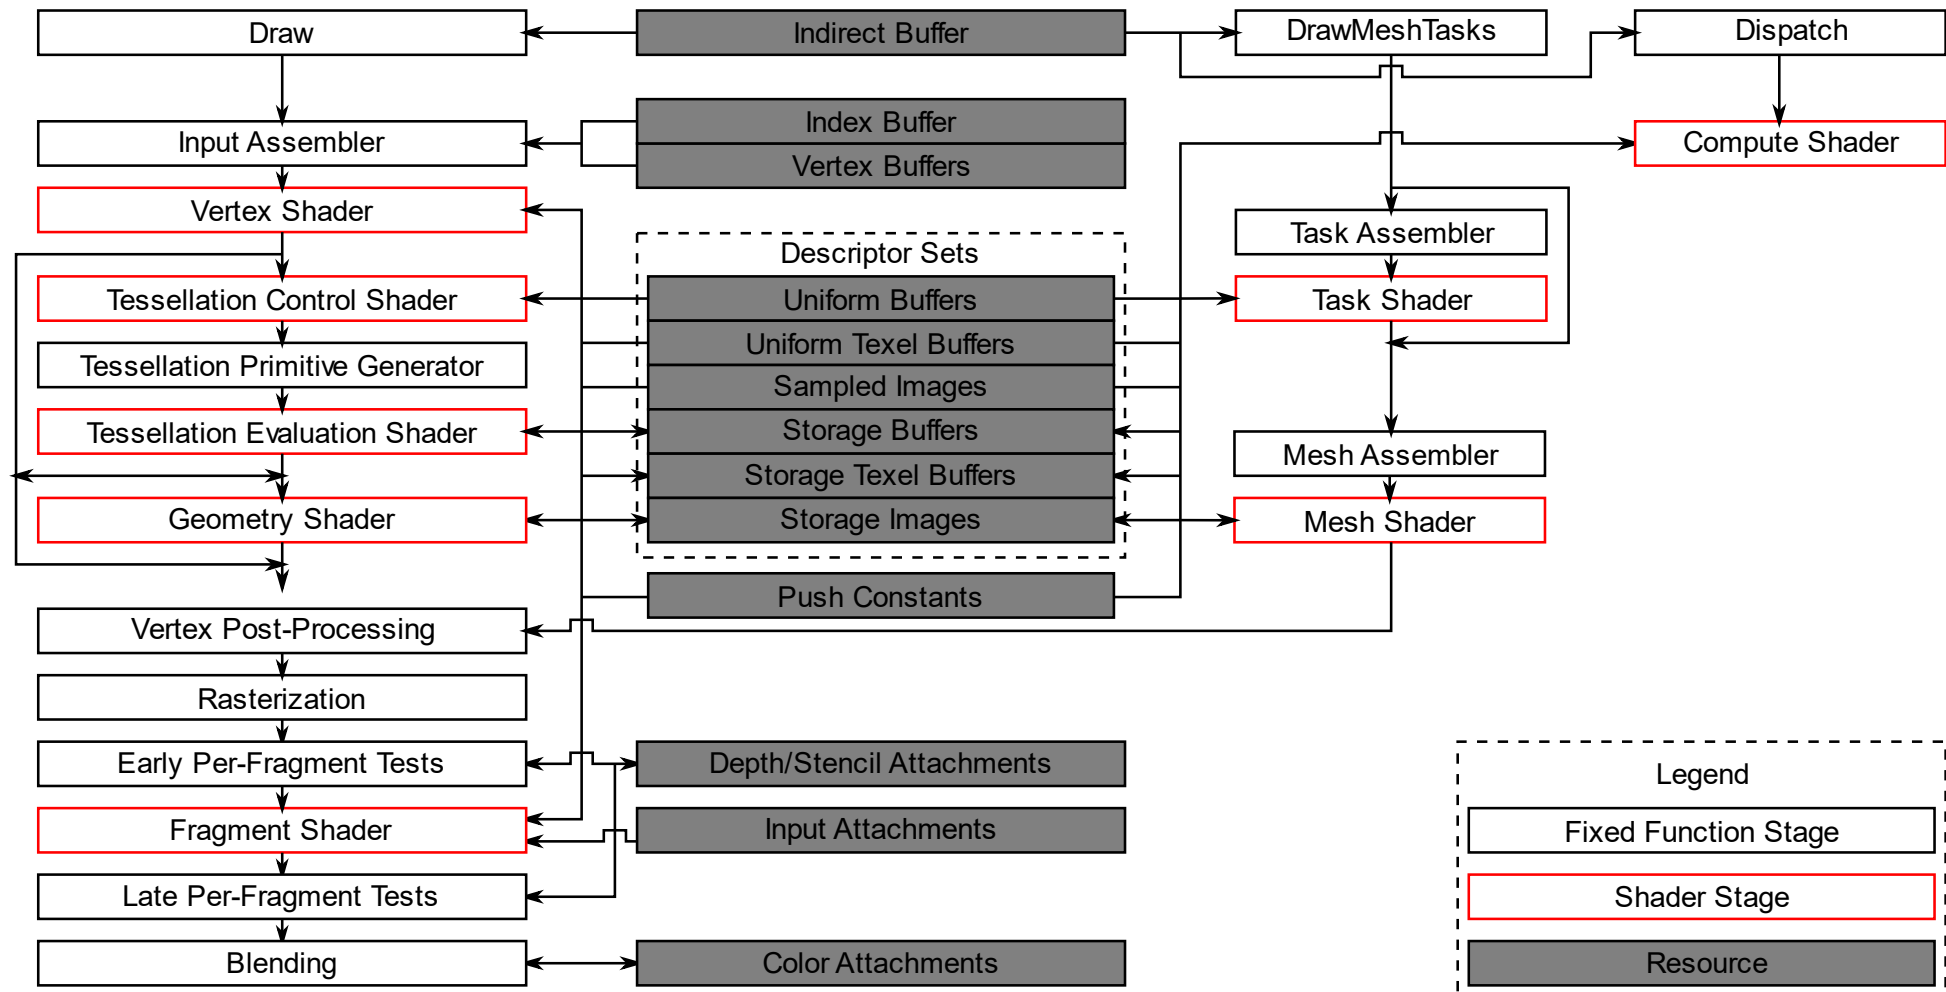 Draw
Indirect Buffer
DrawMeshTasks
Dispatch
Index Buffer
Input Assembler
Vertex Buffers
Compute Shader
Vertex Shader
Descriptor Sets
Task Assembler
Tessellation Control Shader
Uniform Buffers
Task Shader
Uniform Texel Buffers
Tessellation Primitive Generator
Sampled Images
Tessellation Evaluation Shader
Storage Buffers
Mesh Assembler
Storage Texel Buffers
Geometry Shader
Storage Images
Mesh Shader
Push Constants
Vertex Post-Processing
Rasterization
Early Per-Fragment Tests
Depth/Stencil Attachments
Legend
Fragment Shader
Input Attachments
Fixed Function Stage
Late Per-Fragment Tests
Shader Stage
Blending
Color Attachments
Resource